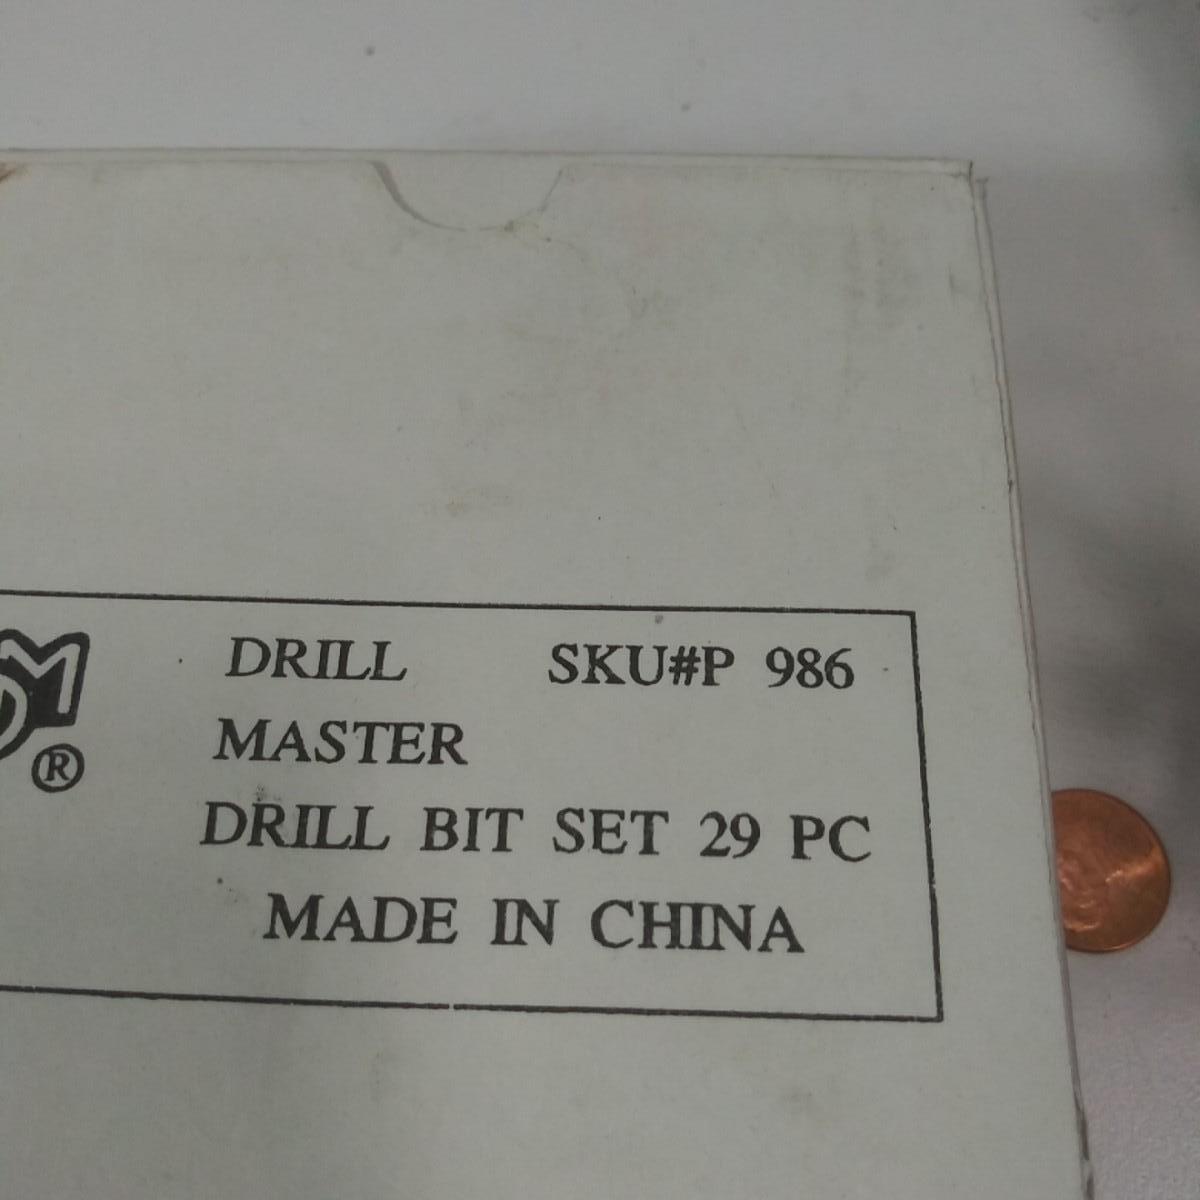 DRILL SKU#P 986
MASTER
DRILL BIT SET 29 PC
MADE IN CHINA
®